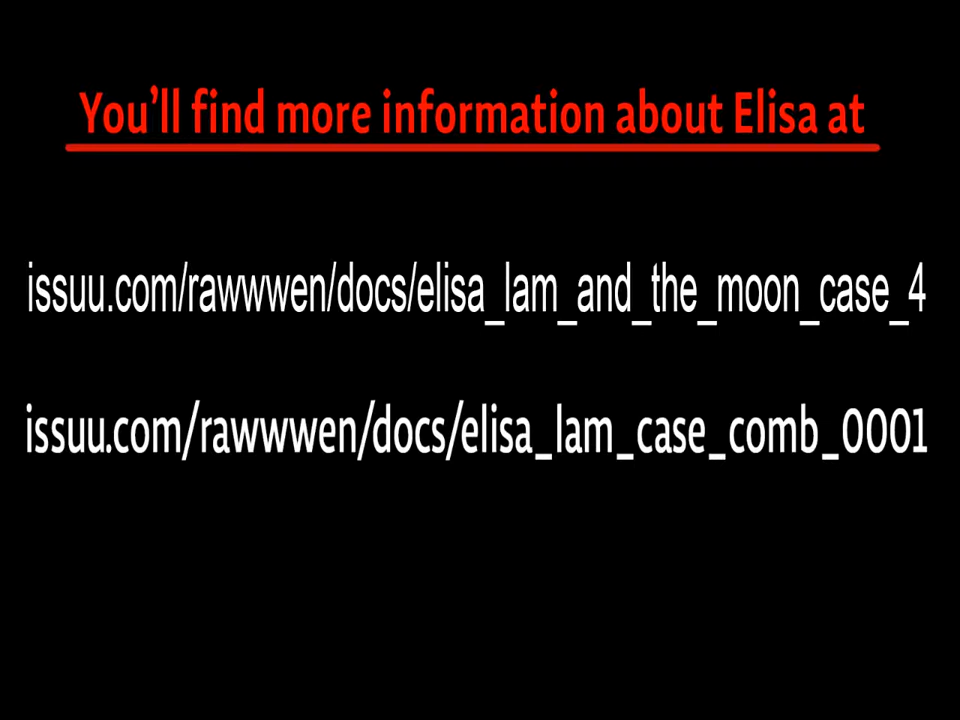 You’ll find more information about Elisa at
issuu.com/rawwwen/docs/elisa_lam_and_the_moon_case_4
issuu.com/rawwwen/docs/elisa_lam_case_comb_0001